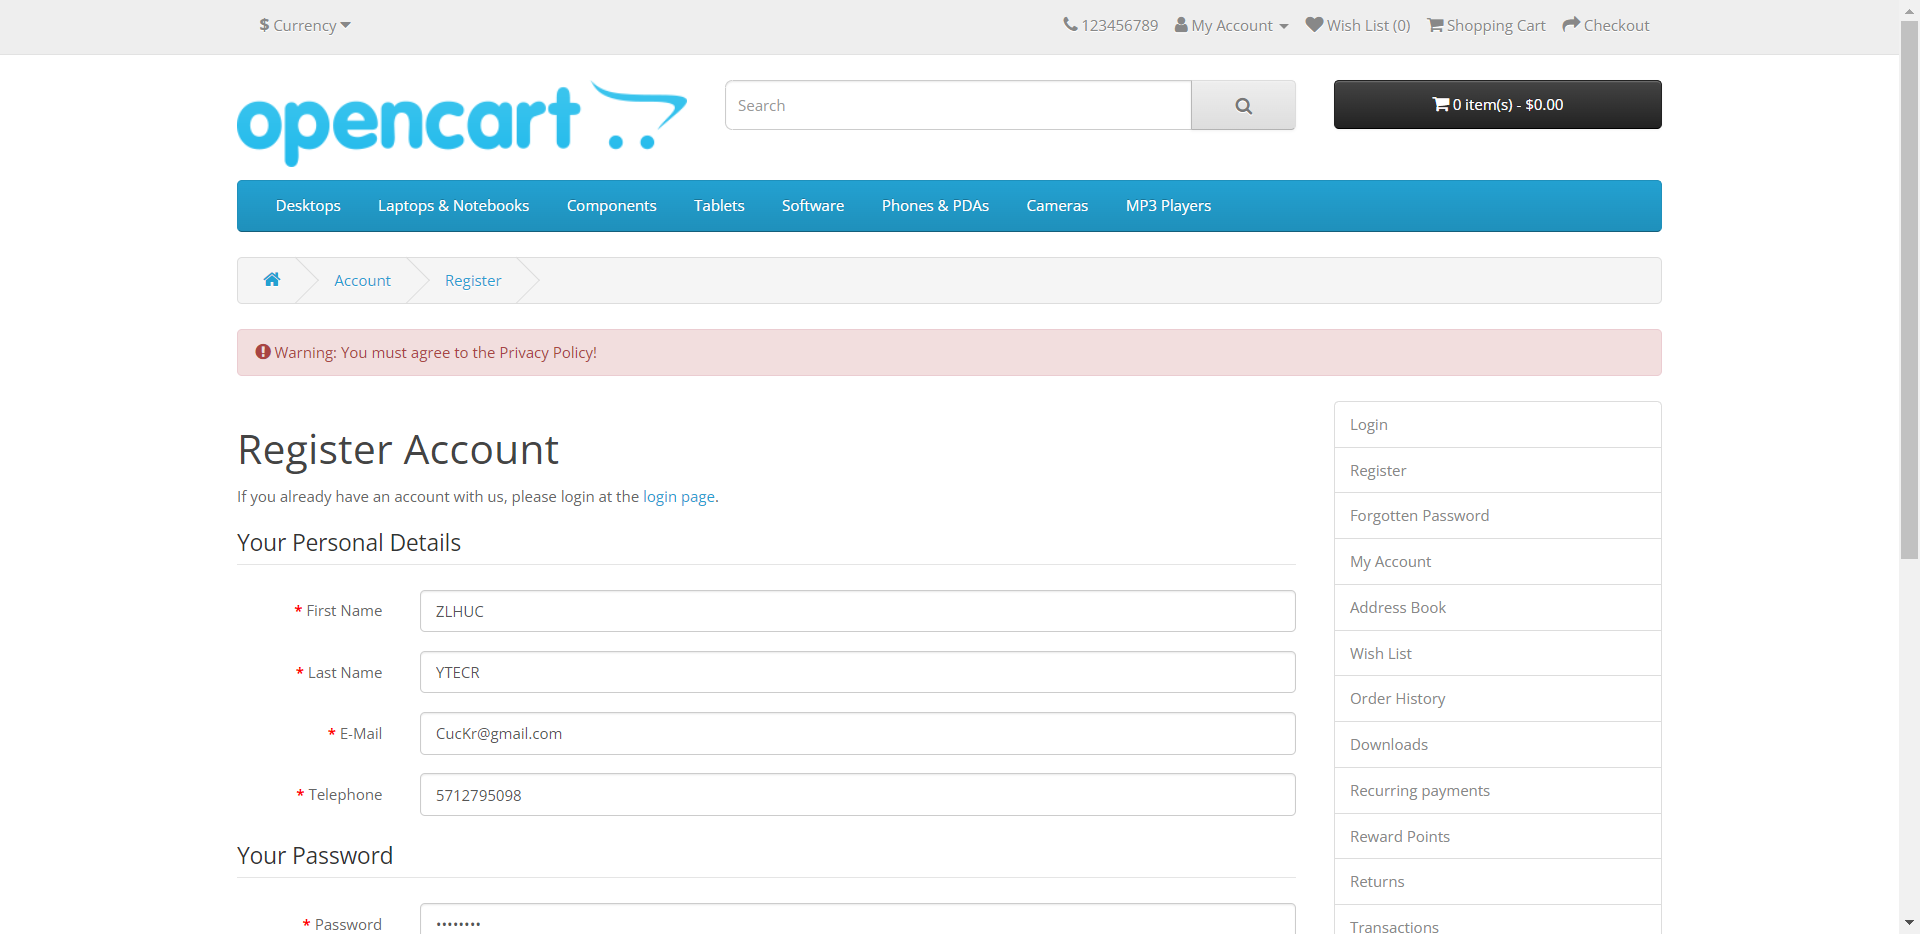 $ Currency
123456789 My Account Wish List (0) Shopping Cart Checkout
opencart
Search
0 item(s) - $0.00
Desktops Laptops & Notebooks Components Tablets Software Phones & PDAs Cameras MP3 Players
Account Register
Warning: You must agree to the Privacy Policy!
Register Account
If you already have an account with us, please login at the login page.
Your Personal Details
* First Name ZLHUC
* Last Name YTECR
* E-Mail CucKr@gmail.com
* Telephone 5712795098
Your Password
* Password ••••••••
Login
Register
Forgotten Password
My Account
Address Book
Wish List
Order History
Downloads
Recurring payments
Reward Points
Returns
Transactions